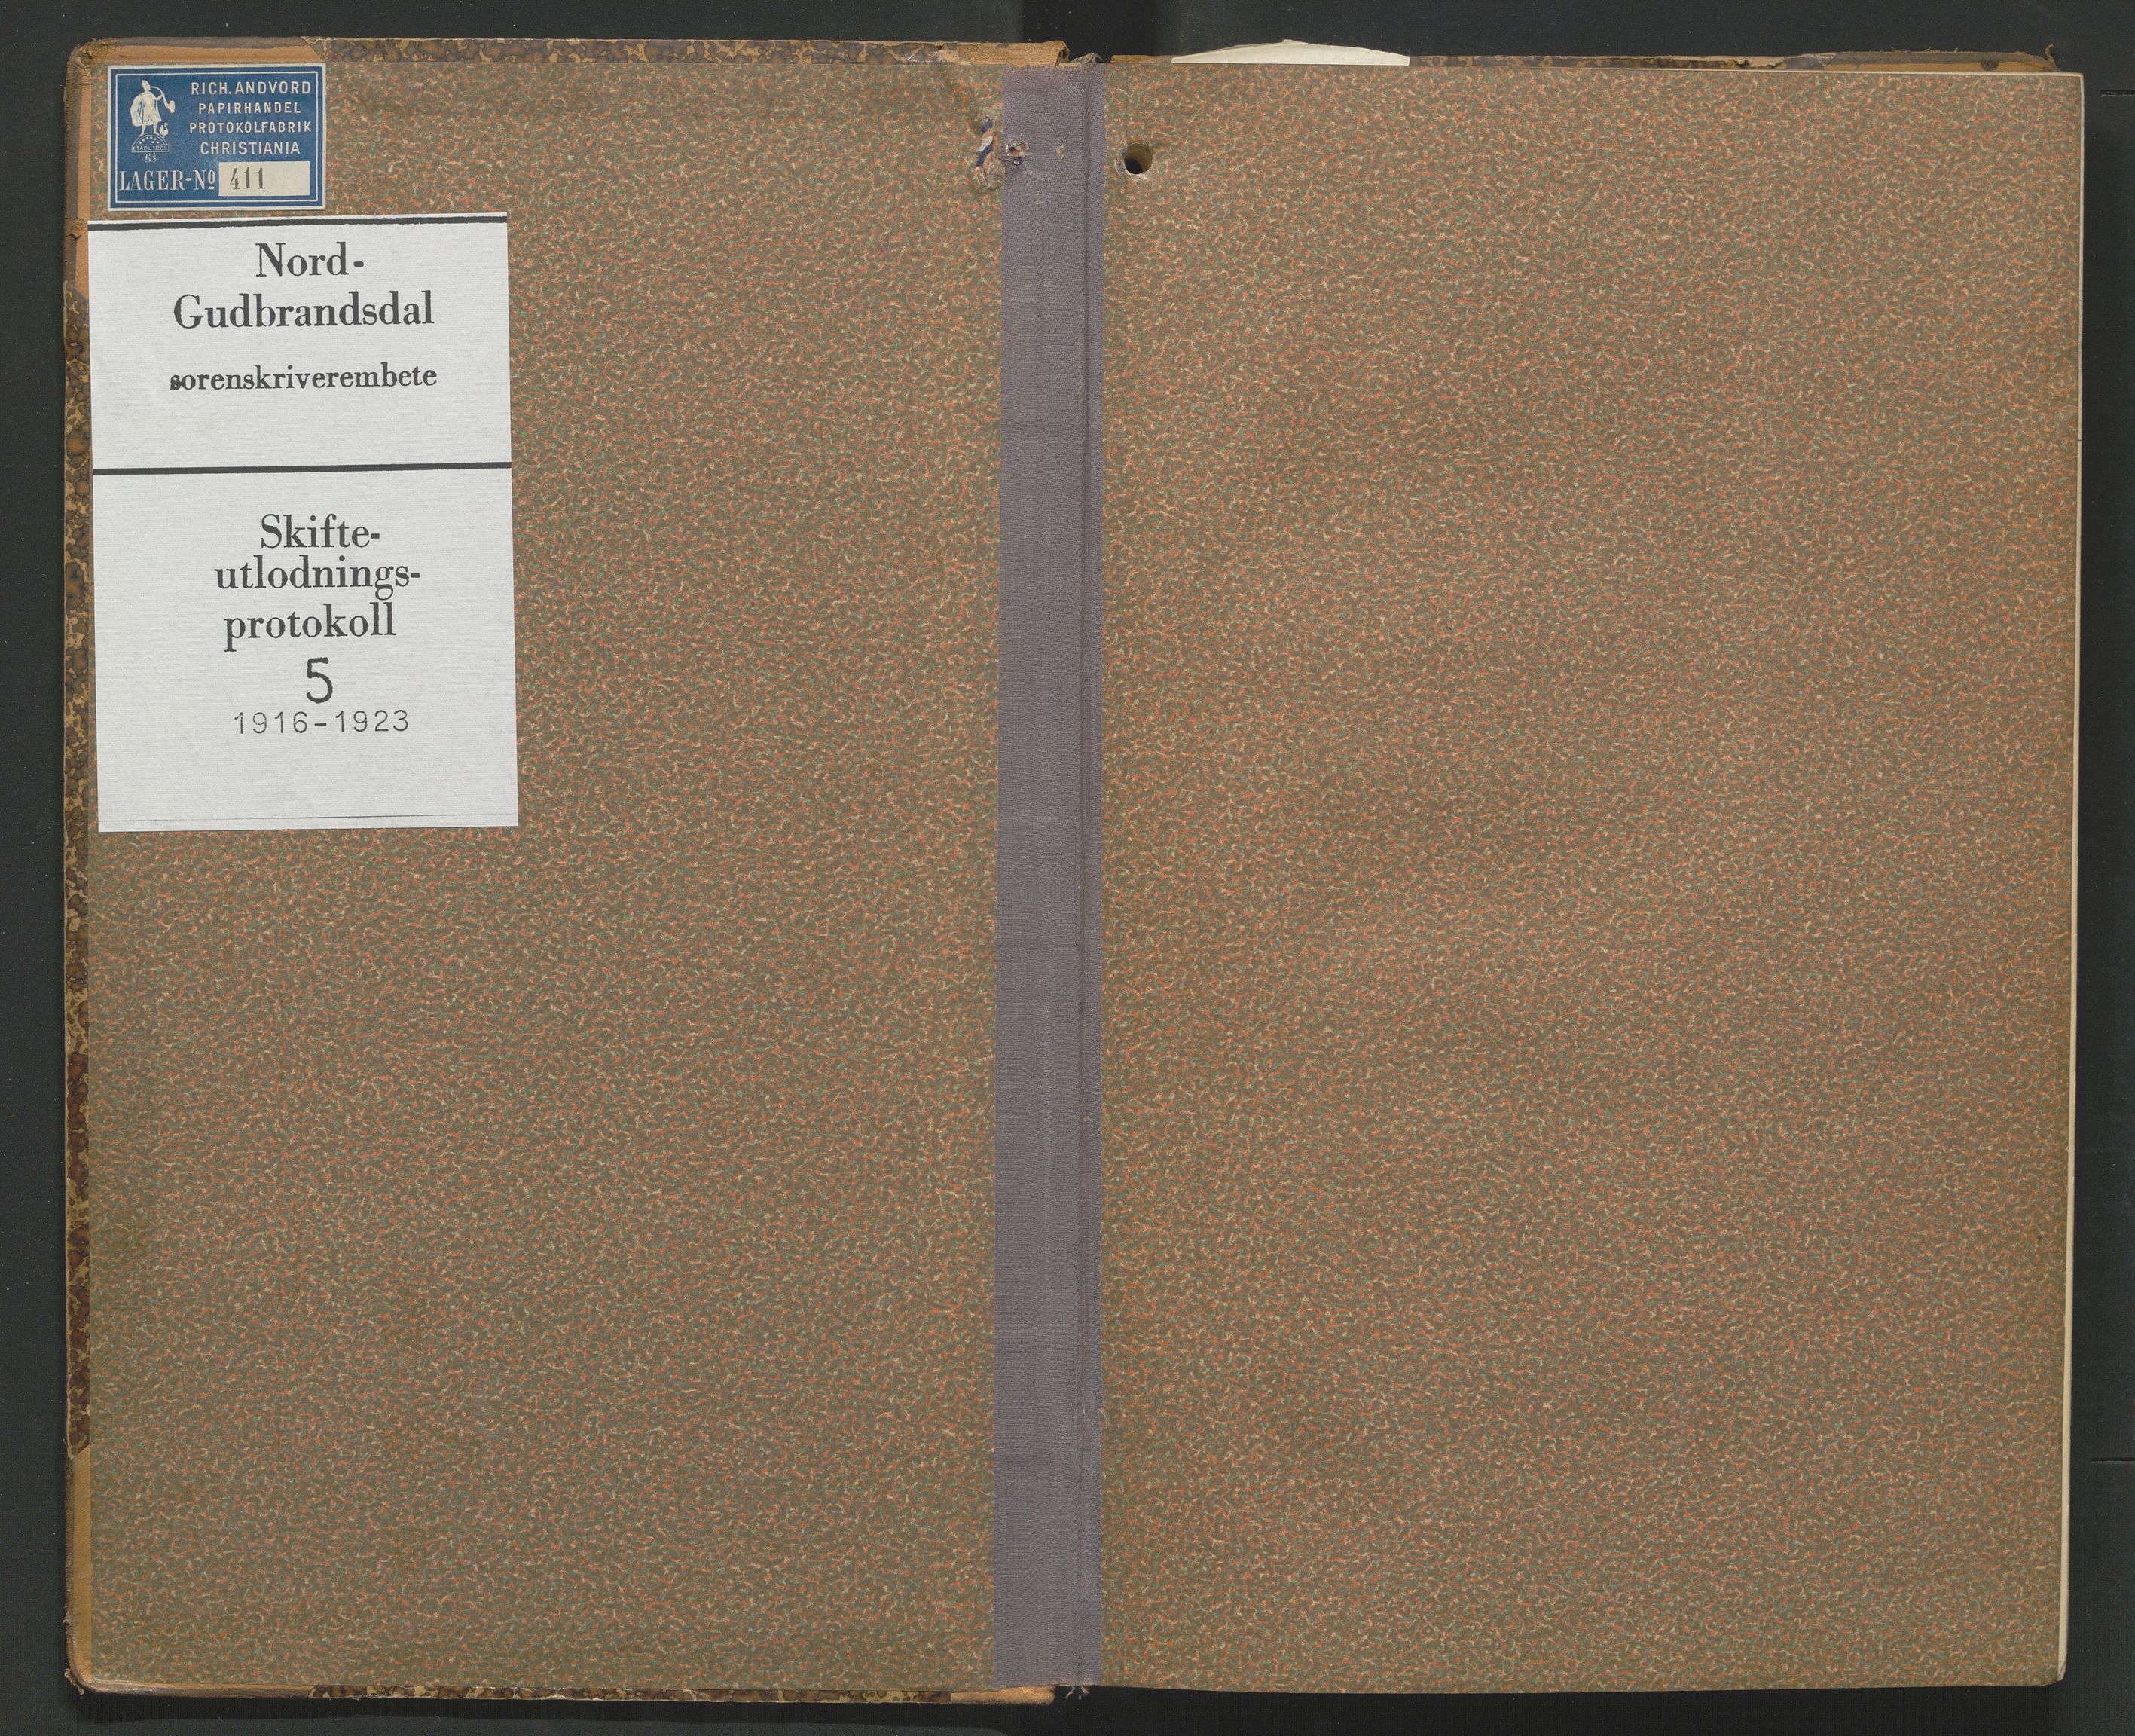 RICH. ANDVORD
PAPIRHANDEL
PROTOKOLFABRIK
CHRISTIANIA
LAGER-Nº 411
Nord-
Gudbrandsdal
sorenskriverembete
Skifte-
utlodnings-
protokoll
5
1916-1923